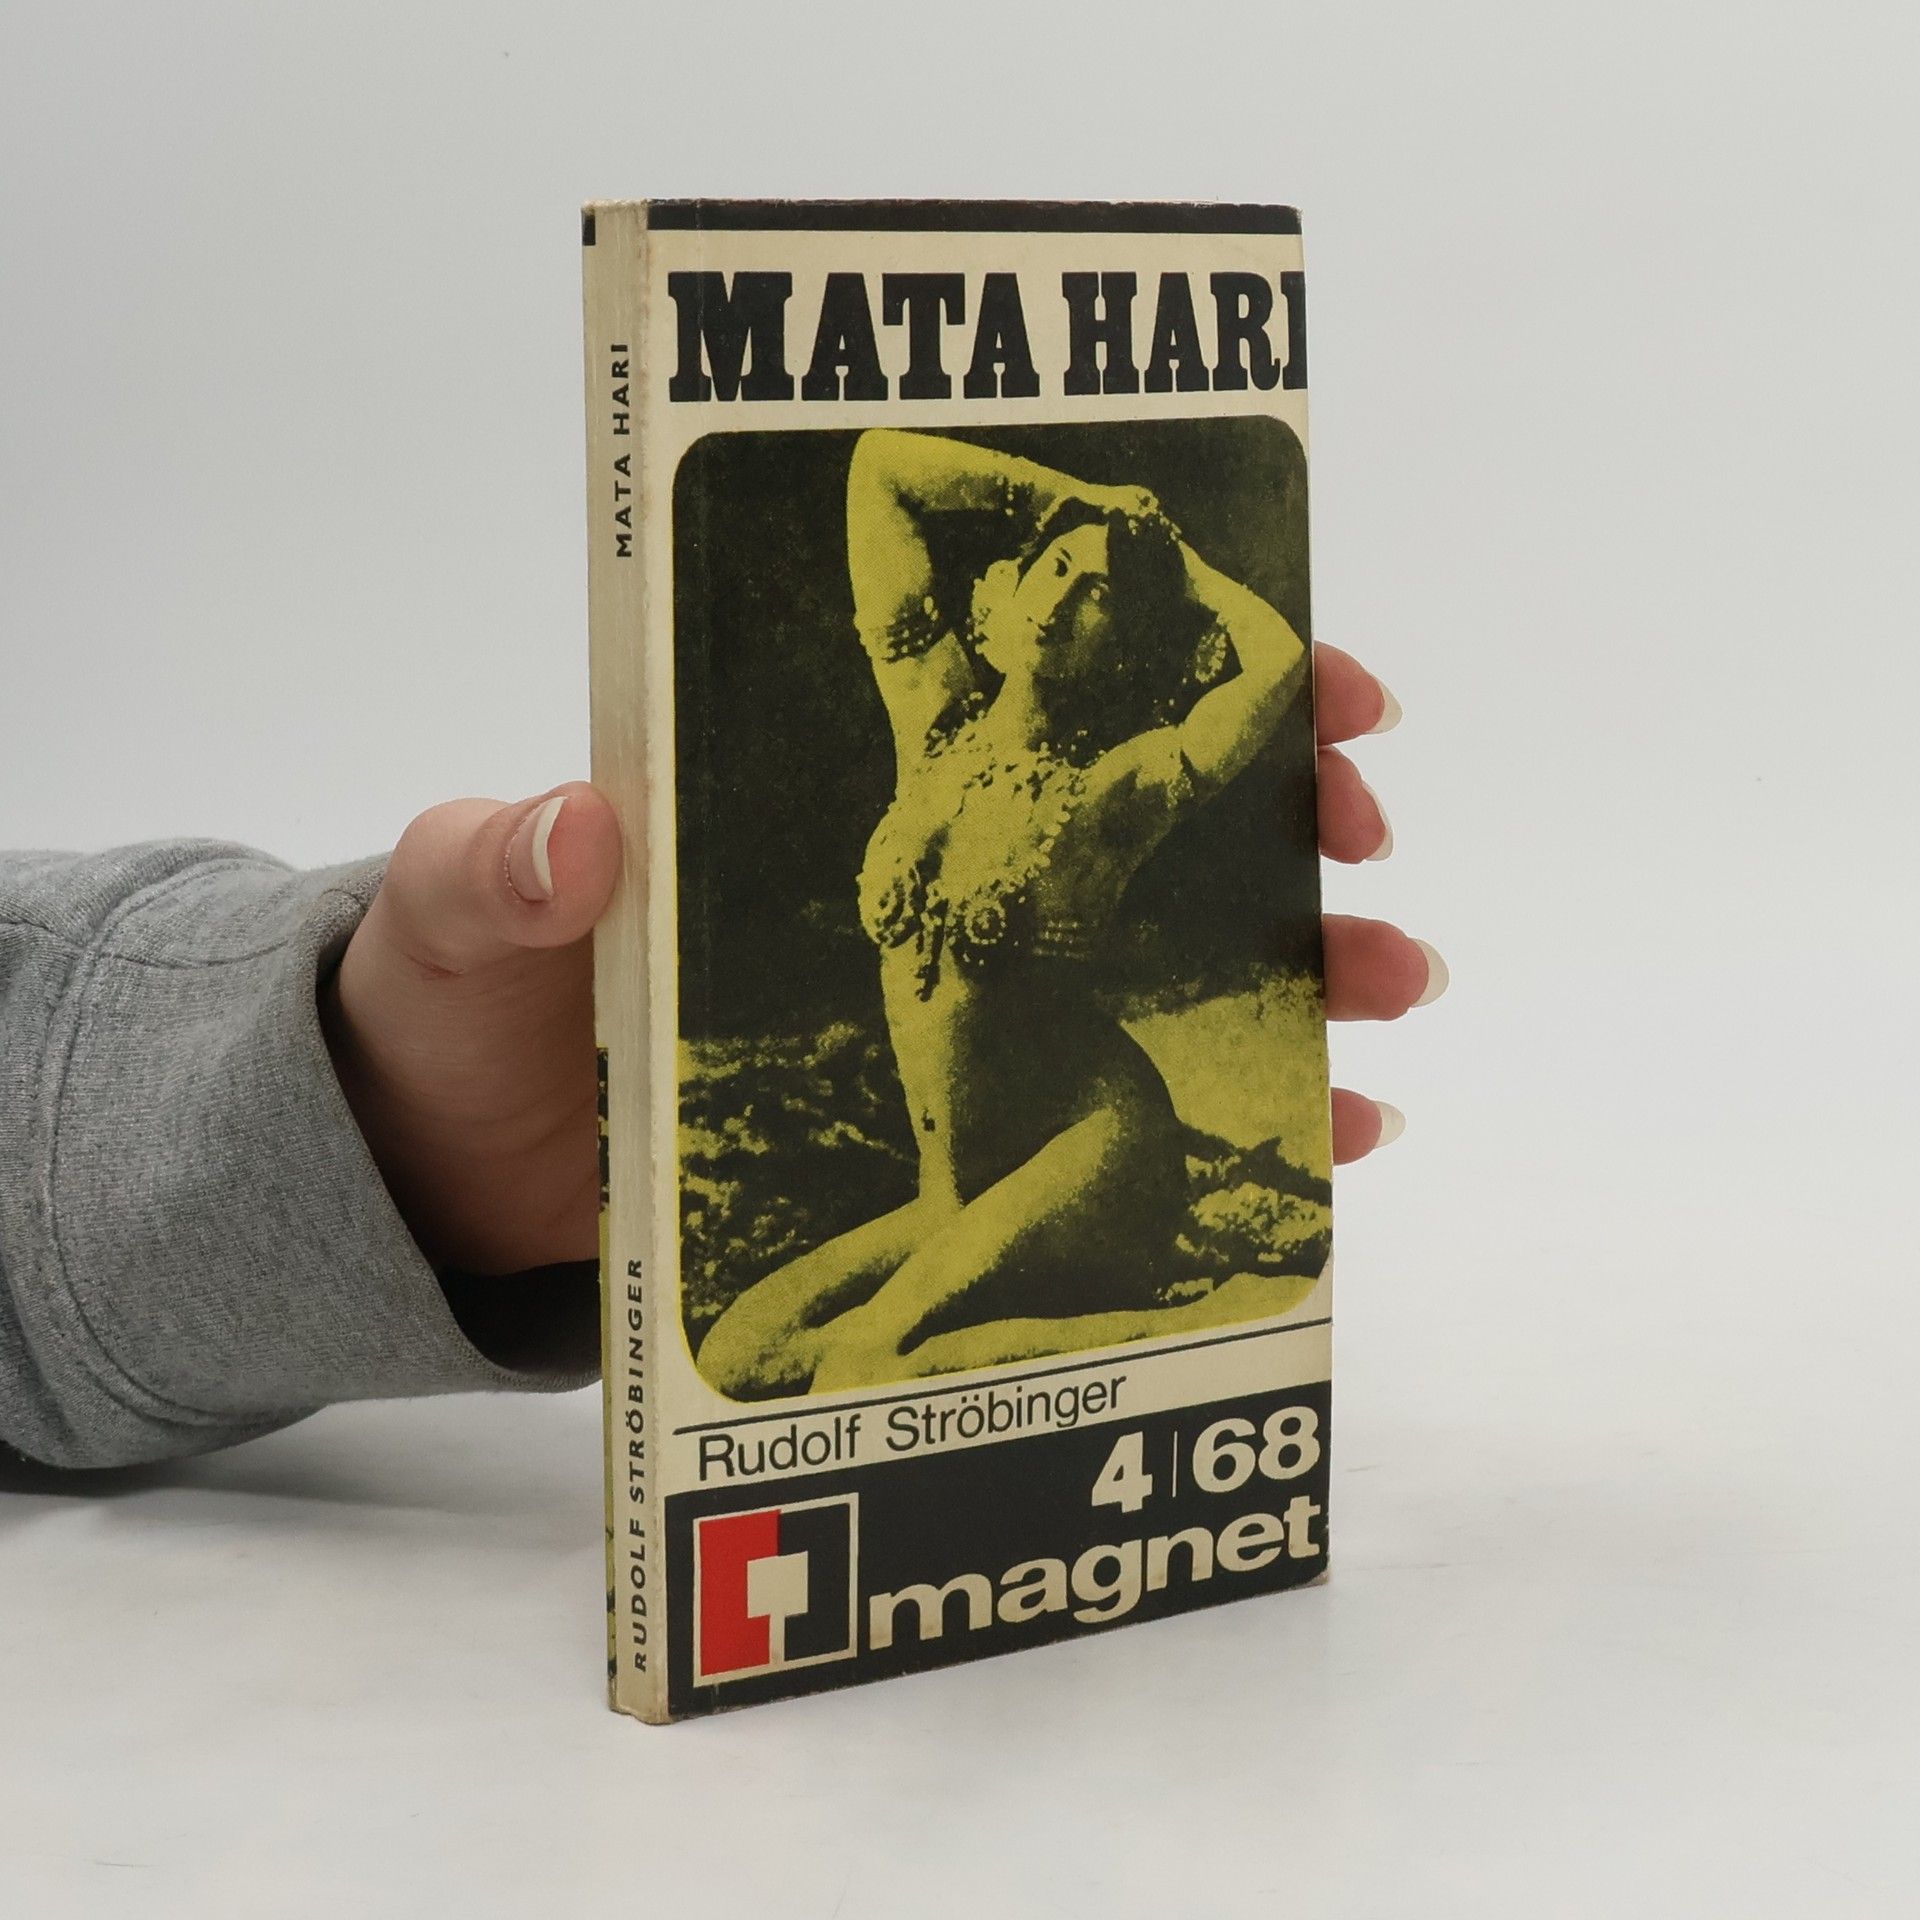 MATA HARI
Rudolf Ströbinger
4|68
magnet
MATA HARI
RUDOLF STRÖBINGER